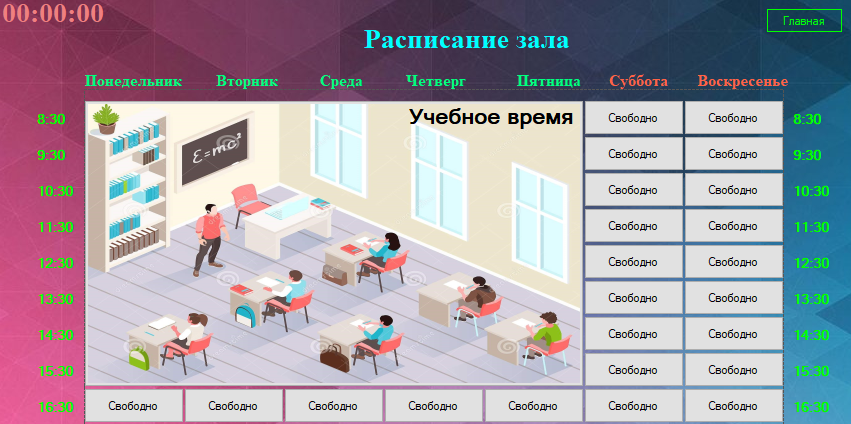 00:00:00
Главная
Расписание зала
Понедельник Вторник Среда Четверг Пятница Суббота Воскресенье
8:30 Учебное время Свободно Свободно 8:30
E=mc²
9:30 Свободно Свободно 9:30
10:30 Свободно Свободно 10:30
11:30 Свободно Свободно 11:30
12:30 Свободно Свободно 12:30
13:30 Свободно Свободно 13:30
14:30 Свободно Свободно 14:30
15:30 Свободно Свободно 15:30
16:30 Свободно Свободно Свободно Свободно Свободно Свободно Свободно 16:30